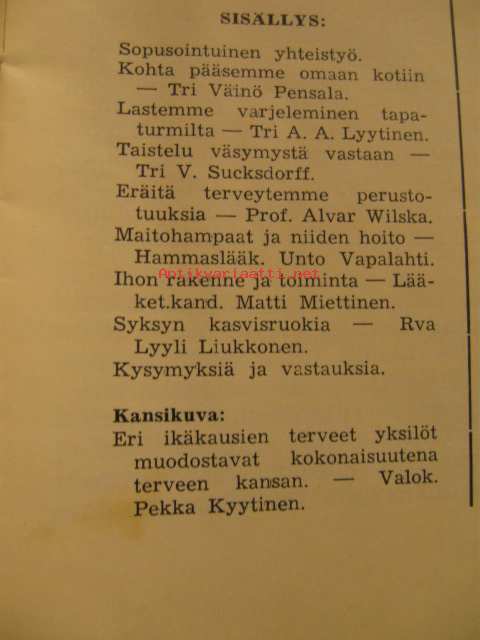 SISÄLLYS:
Sopusointuinen yhteistyö.
Kohta pääsemme omaan kotiin
— Tri Väinö Pensala.
Lastemme varjeleminen tapa-
turmilta — Tri A. A. Lyytinen.
Taistelu väsymystä vastaan —
Tri V. Sucksdorff.
Eräitä terveytemme perusto-
tuuksia — Prof. Alvar Wilska.
Maitohampaat ja niiden hoito —
Hammaslääk. Unto Vapalahti.
Antikvariaatti.net
Ihon rakenne ja toiminta — Lää-
ket.kand. Matti Miettinen.
Syksyn kasvisruokia — Rva
Lyyli Liukkonen.
Kysymyksiä ja vastauksia.
Kansikuva:
Eri ikäkausien terveet yksilöt
muodostavat kokonaisuutena
terveen kansan. — Valok.
Pekka Kyytinen.